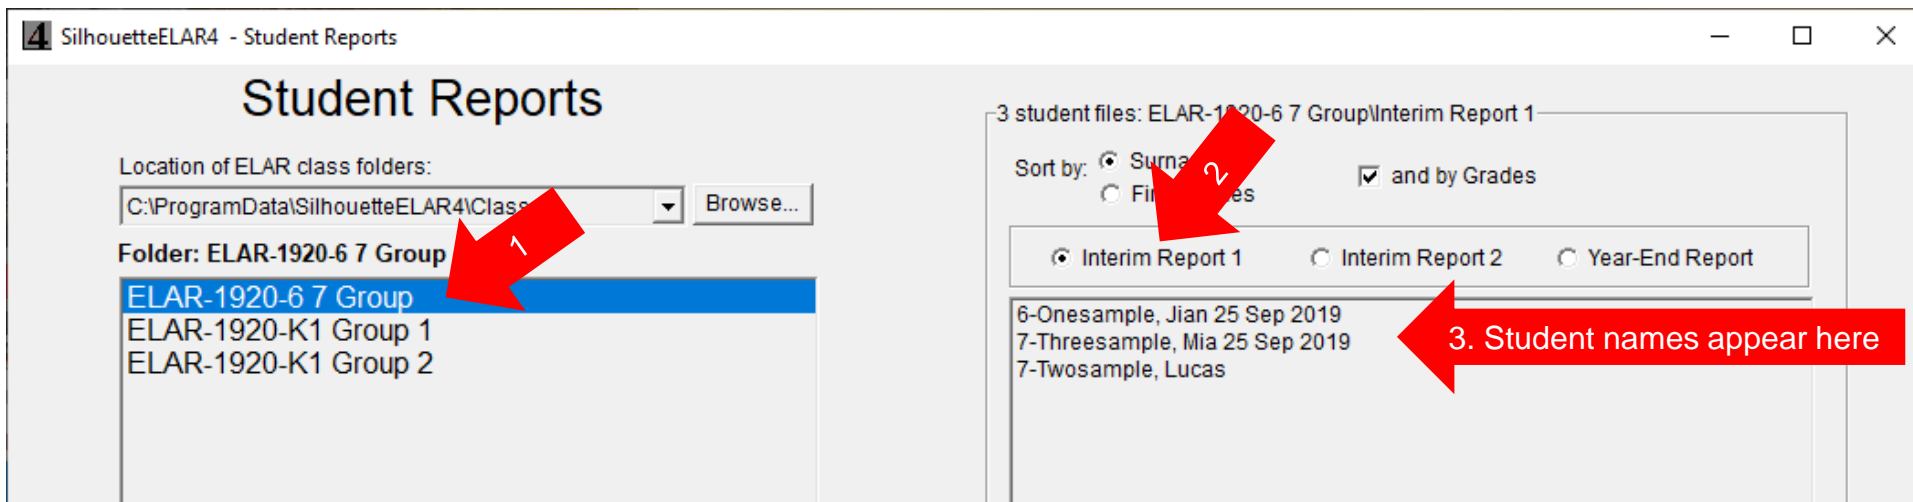 4 SilhouetteELAR4 - Student Reports
Student Reports
Location of ELAR class folders:
C:\ProgramData\SilhouetteELAR4\Class
Browse...
Folder: ELAR-1920-6 7 Group
1
ELAR-1920-6 7 Group
ELAR-1920-K1 Group 1
ELAR-1920-K1 Group 2
3 student files: ELAR-1920-6 7 Group\Interim Report 1
Sort by:
and by Grades
2
Interim Report 1
Interim Report 2
Year-End Report
6-Onesample, Jian 25 Sep 2019
7-Threesample, Mia 25 Sep 2019
7-Twosample, Lucas
3. Student names appear here